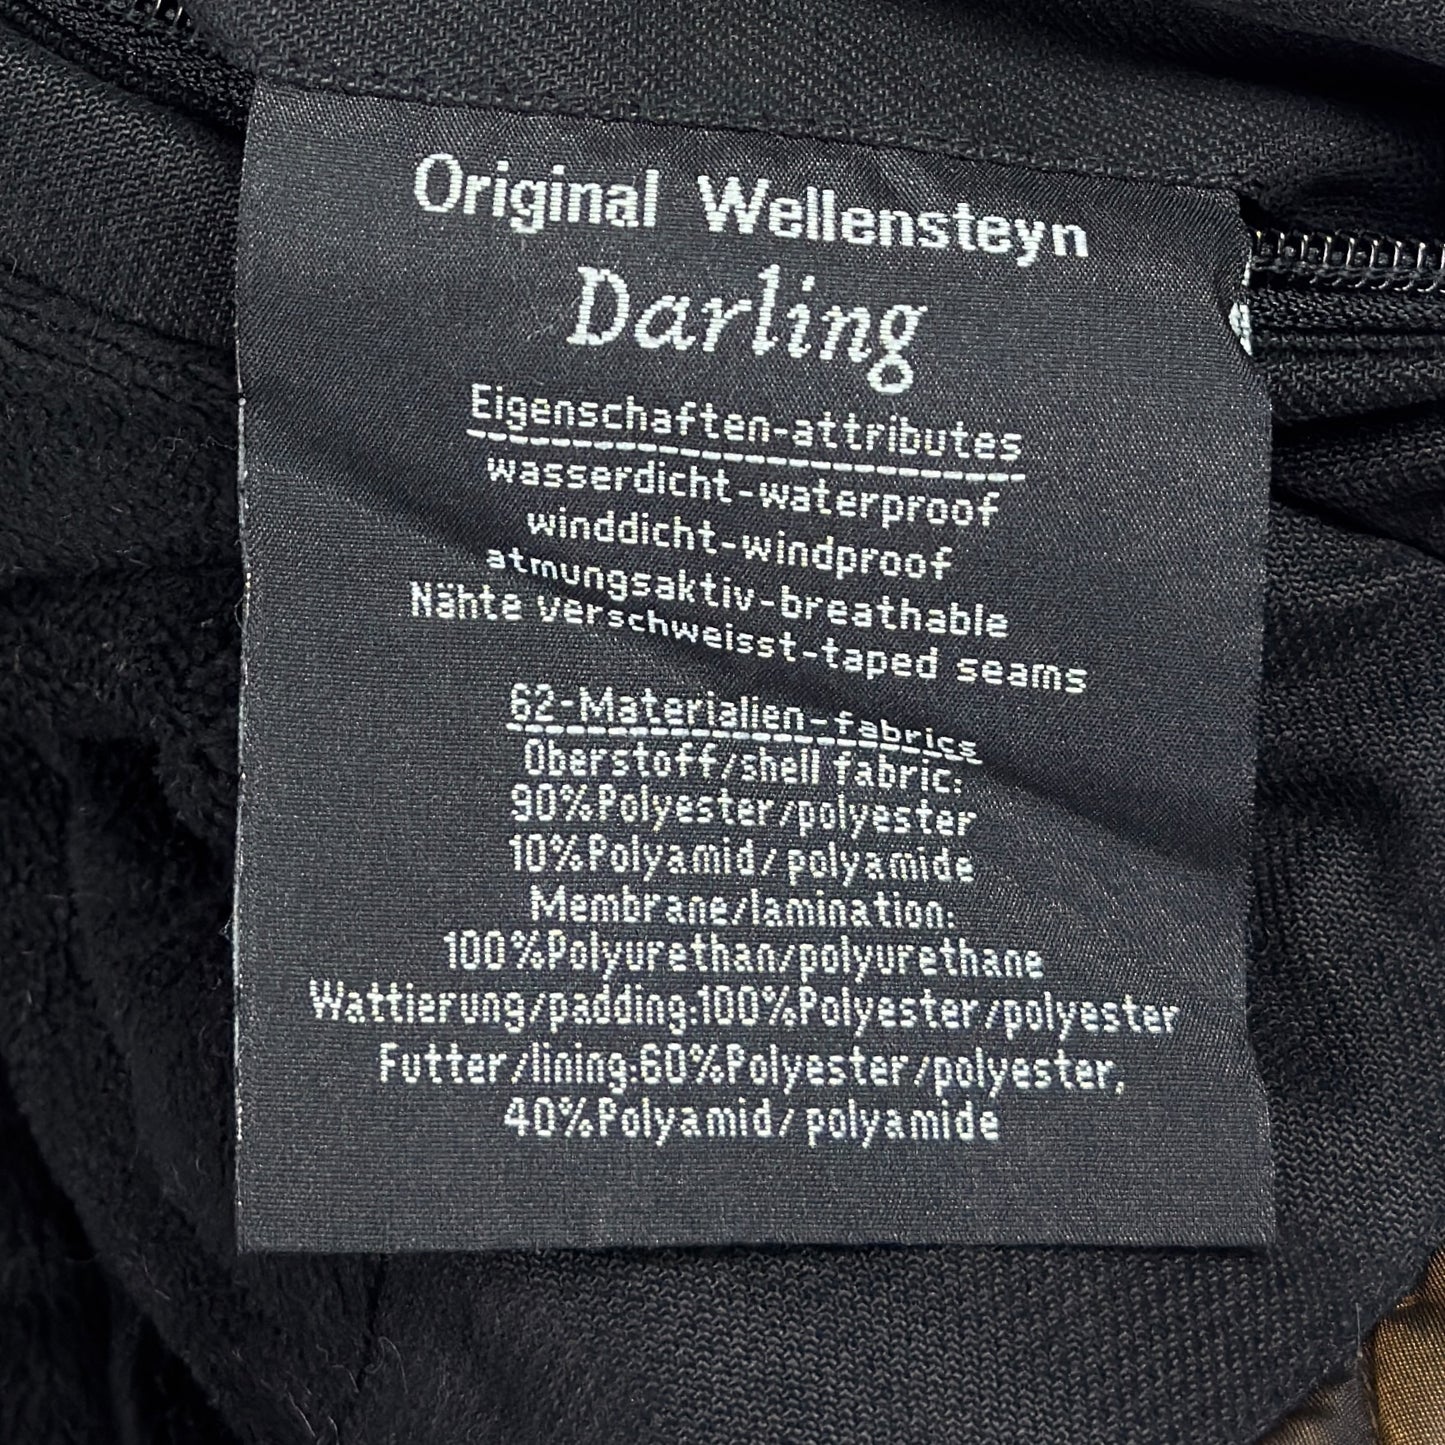 Original Wellensteyn
Darling
Eigenschaften-attributes
wasserdicht-waterproof
winddicht-windproof
atmungsaktiv-breathable
Nähte verschweisst-taped seams
62-Materialien-fabrics
Oberstoff/shell fabric:
90%Polyester/polyester
10%Polyamid/polyamide
Membrane/lamination:
100%Polyurethan/polyurethane
Wattierung/padding:100%Polyester/polyester
Futter/lining:60%Polyester/polyester,
40%Polyamid/polyamide